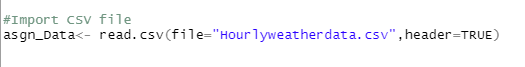 #Import CSV file
asgn_Data<- read.csv(file="Hourlyweatherdata.csv",header=TRUE)